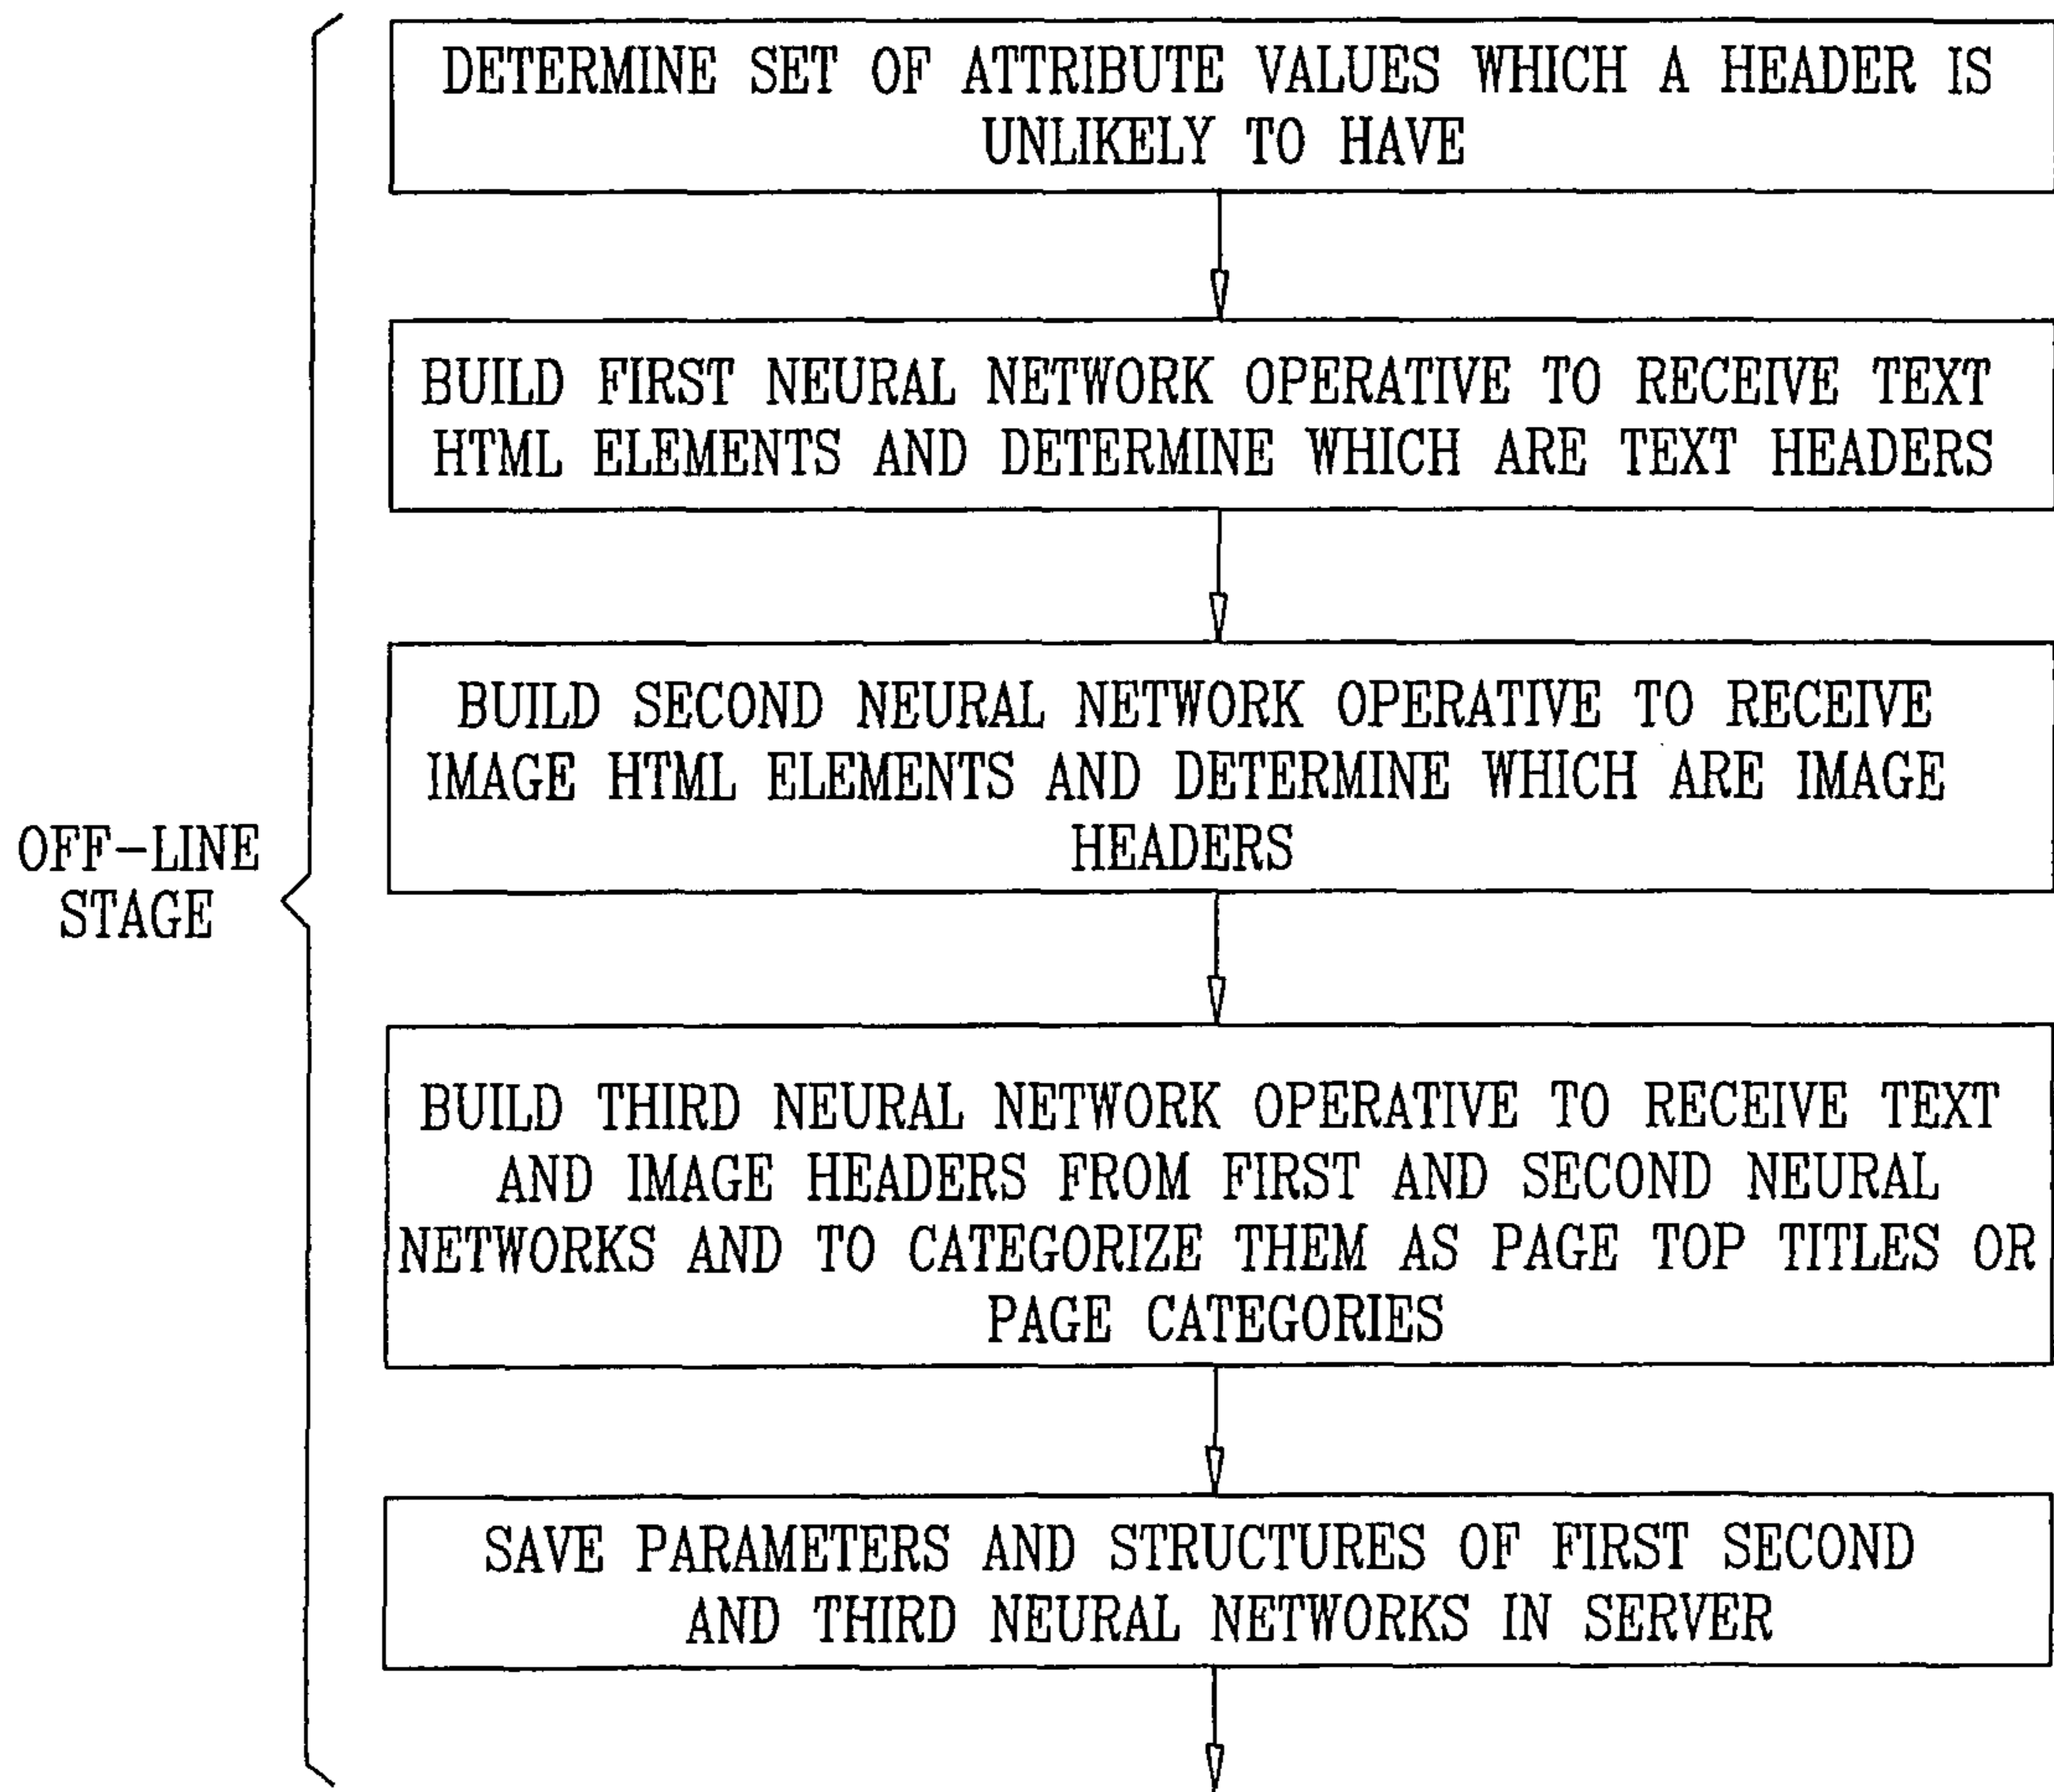 DETERMINE SET OF ATTRIBUTE VALUES WHICH A HEADER IS
UNLIKELY TO HAVE
BUILD FIRST NEURAL NETWORK OPERATIVE TO RECEIVE TEXT
HTML ELEMENTS AND DETERMINE WHICH ARE TEXT HEADERS
BUILD SECOND NEURAL NETWORK OPERATIVE TO RECEIVE
IMAGE HTML ELEMENTS AND DETERMINE WHICH ARE IMAGE
HEADERS
OFF-LINE
STAGE
BUILD THIRD NEURAL NETWORK OPERATIVE TO RECEIVE TEXT
AND IMAGE HEADERS FROM FIRST AND SECOND NEURAL
NETWORKS AND TO CATEGORIZE THEM AS PAGE TOP TITLES OR
PAGE CATEGORIES
SAVE PARAMETERS AND STRUCTURES OF FIRST SECOND
AND THIRD NEURAL NETWORKS IN SERVER